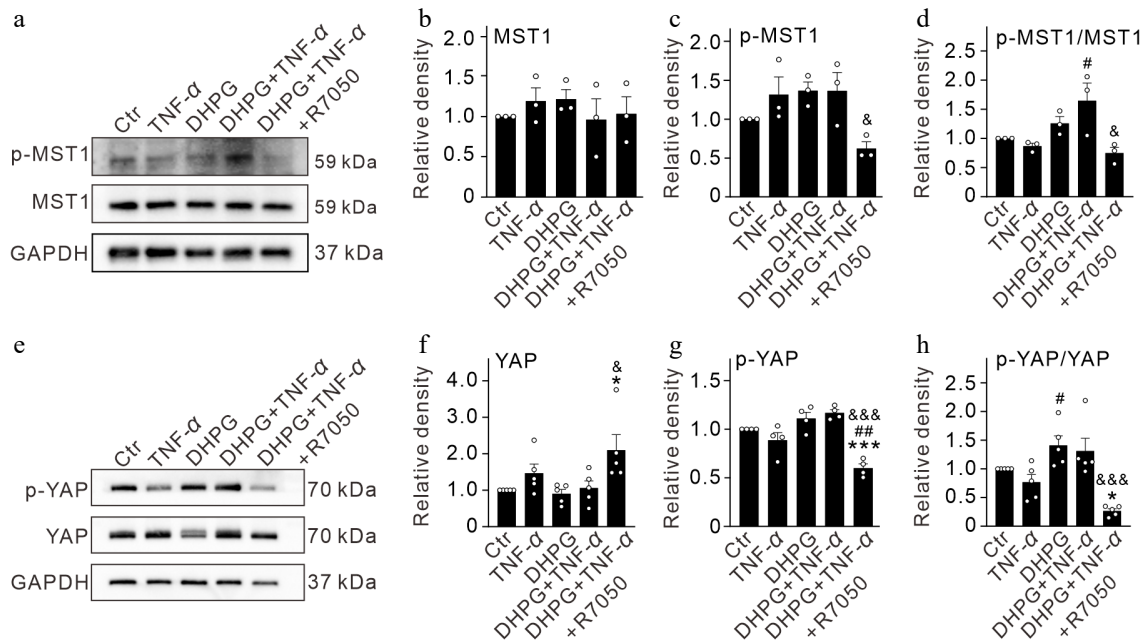 a
Ctr
TNF-α
DHPG
DHPG+TNF-α
DHPG+TNF-α
+R7050
p-MST1
59 kDa
MST1
59 kDa
GAPDH
37 kDa
b
MST1
Relative density
2.0
1.5
1.0
0.5
0
Ctr
TNF-α
DHPG
DHPG+TNF-α
DHPG+TNF-α
+R7050
c
p-MST1
Relative density
2.0
1.5
1.0
0.5
0
&
Ctr
TNF-α
DHPG
DHPG+TNF-α
DHPG+TNF-α
+R7050
d
p-MST1/MST1
Relative density
2.5
2.0
1.5
1.0
0.5
0
#
&
Ctr
TNF-α
DHPG
DHPG+TNF-α
DHPG+TNF-α
+R7050
e
Ctr
TNF-α
DHPG
DHPG+TNF-α
DHPG+TNF-α
+R7050
p-YAP
70 kDa
YAP
70 kDa
GAPDH
37 kDa
f
YAP
Relative density
4.0
3.0
2.0
1.0
0
&
*
Ctr
TNF-α
DHPG
DHPG+TNF-α
DHPG+TNF-α
+R7050
g
p-YAP
Relative density
1.5
1.0
0.5
0
&&&
##
***
Ctr
TNF-α
DHPG
DHPG+TNF-α
DHPG+TNF-α
+R7050
h
p-YAP/YAP
Relative density
2.5
2.0
1.5
1.0
0.5
0
#
&&&
*
Ctr
TNF-α
DHPG
DHPG+TNF-α
DHPG+TNF-α
+R7050